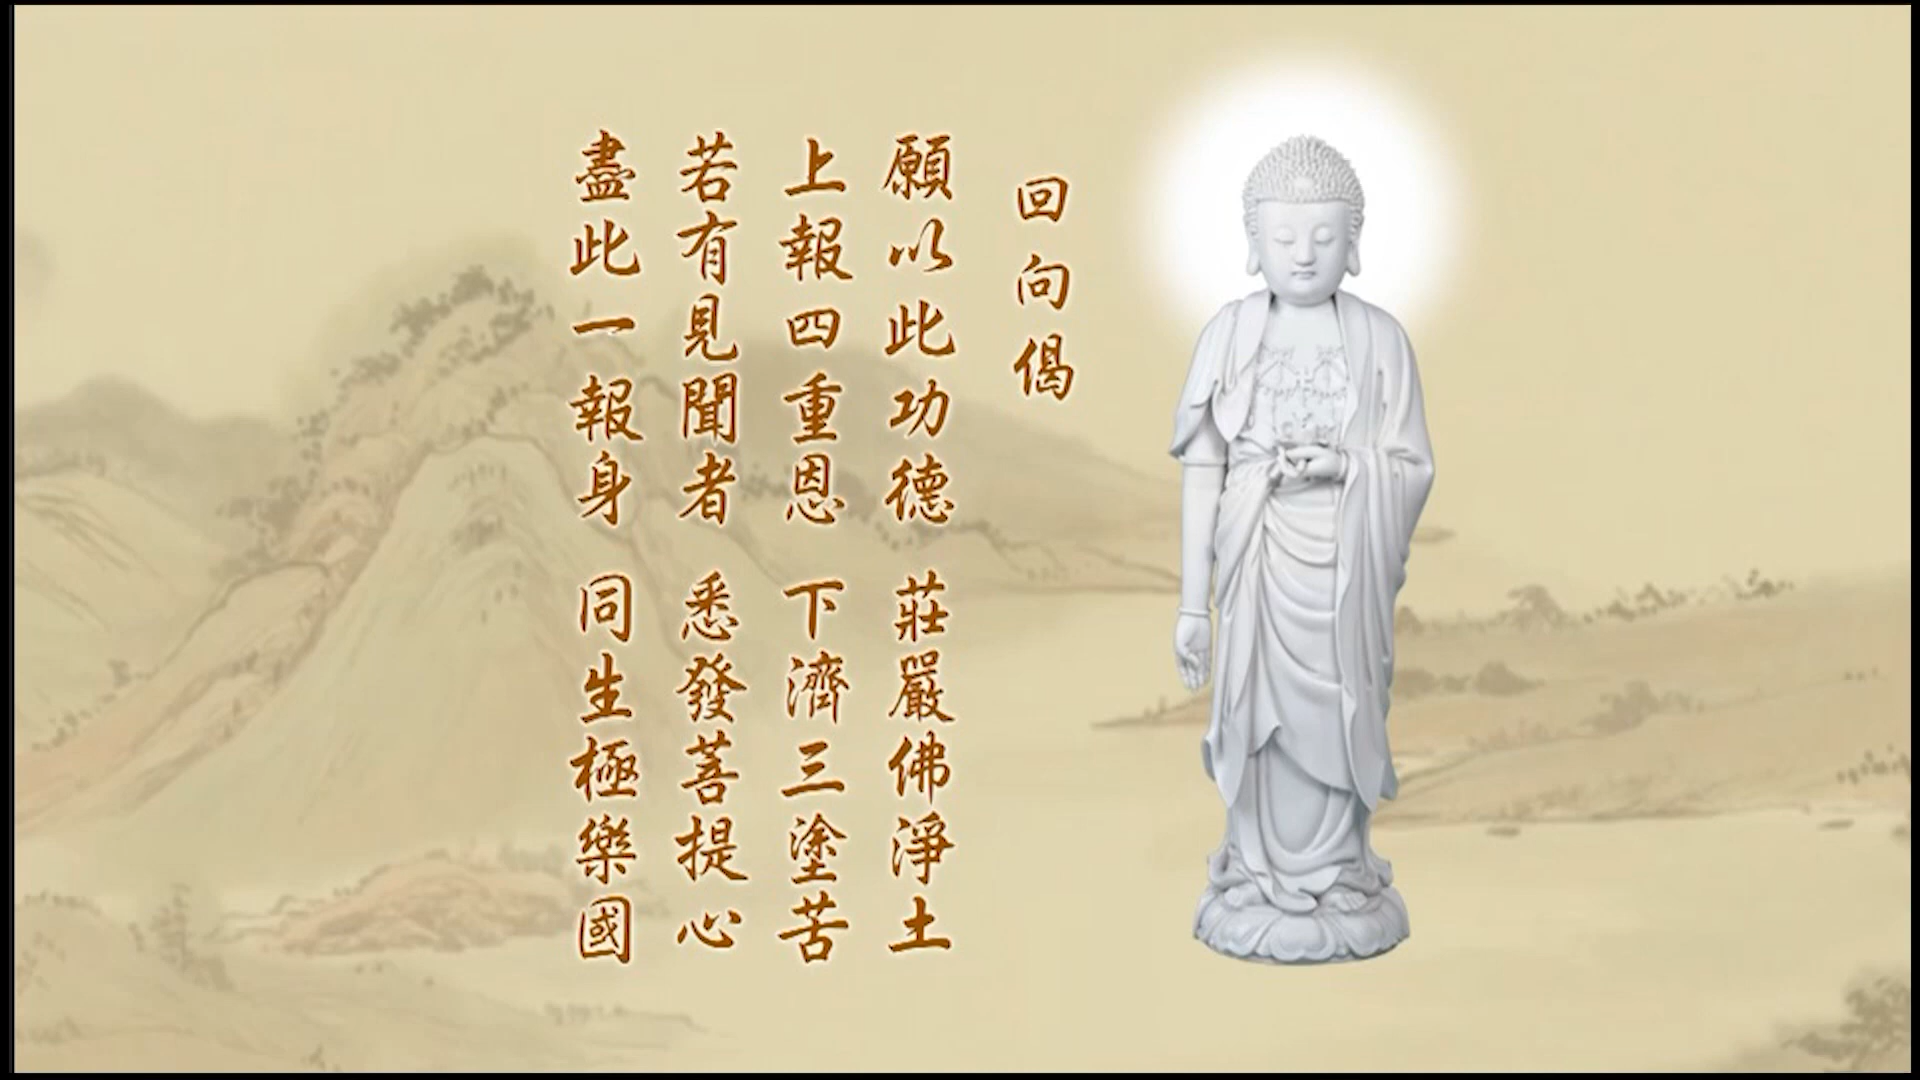 回向偈
願以此功德 莊嚴佛淨土
上報四重恩 下濟三塗苦
若有見聞者 悉發菩提心
盡此一報身 同生極樂國